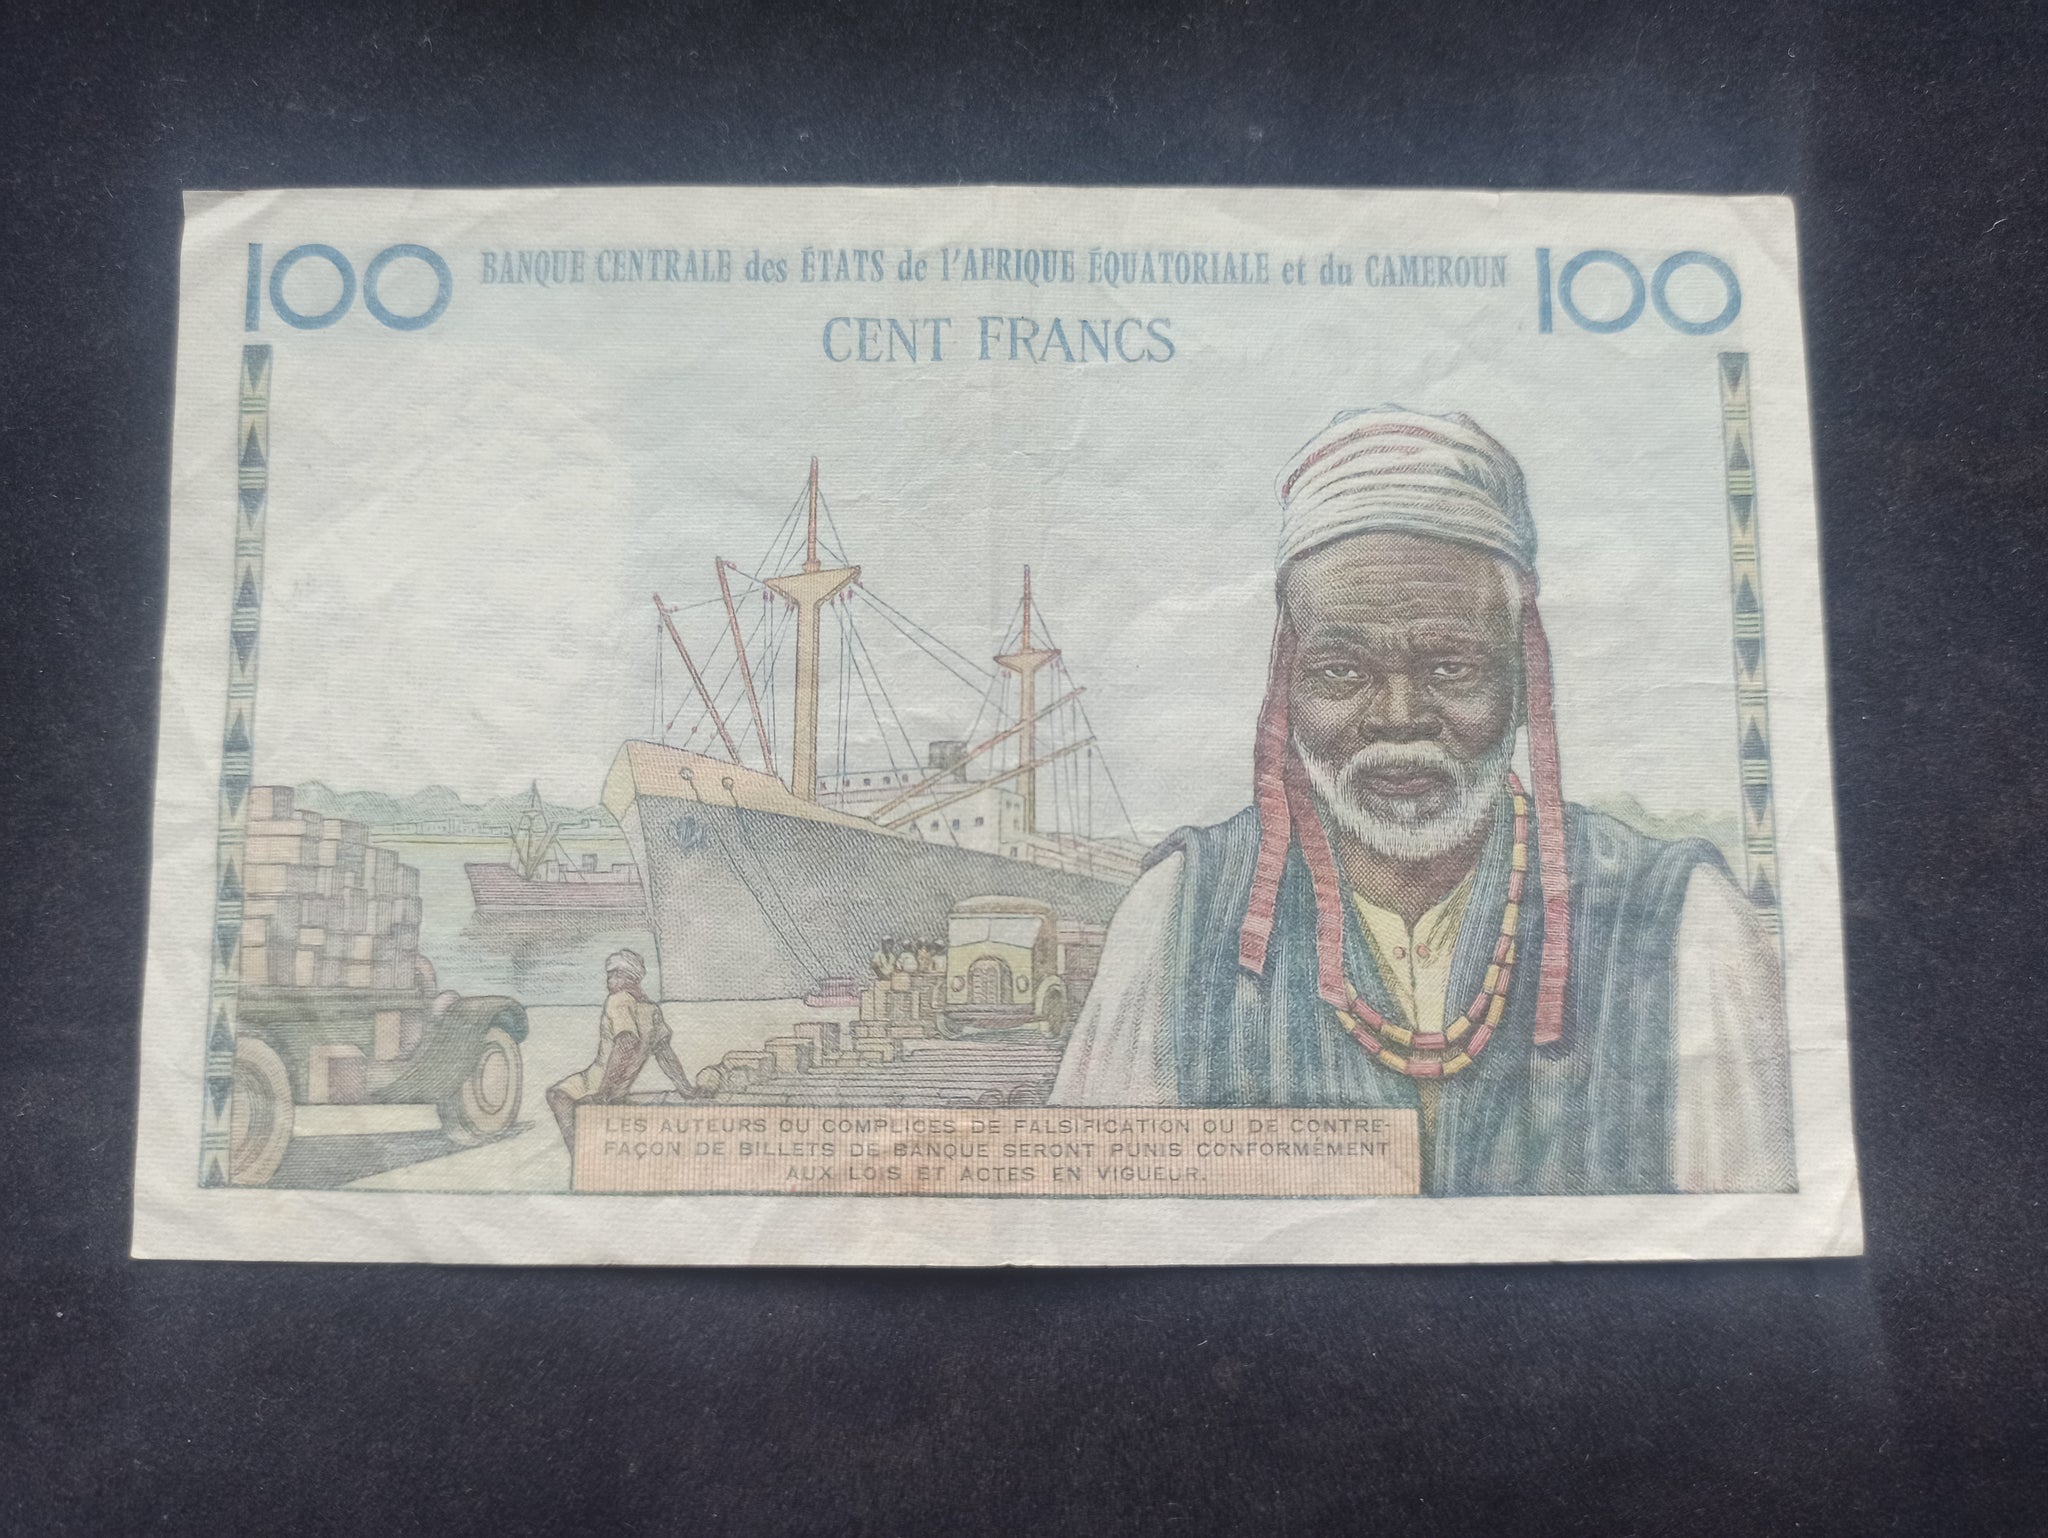 100 BANQUE CENTRALE des ÉTATS de l'AFRIQUE ÉQUATORIALE et du CAMEROUN 100
CENT FRANCS
LES AUTEURS OU COMPLICES DE FALSIFICATION OU DE CONTRE-
FAÇON DE BILLETS DE BANQUE SERONT PUNIS CONFORMÉMENT
AUX LOIS ET ACTES EN VIGUEUR.